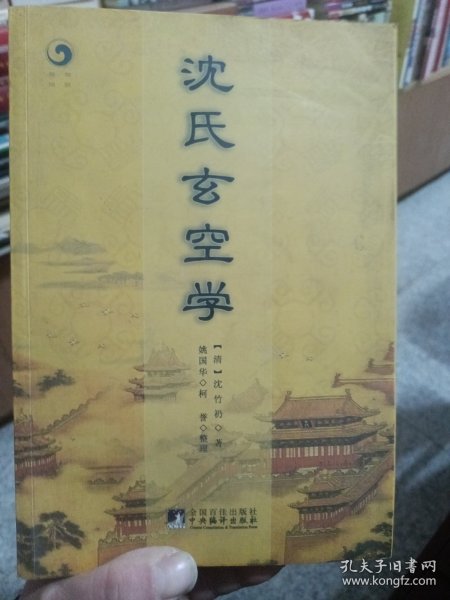 沈氏玄空学
【清】沈竹初◇著
姚国华◇柯誉◇整理
全国百佳出版社
中央编译出版社
Central Compilation & Translation Press
孔夫子旧书网
www.kongfz.com